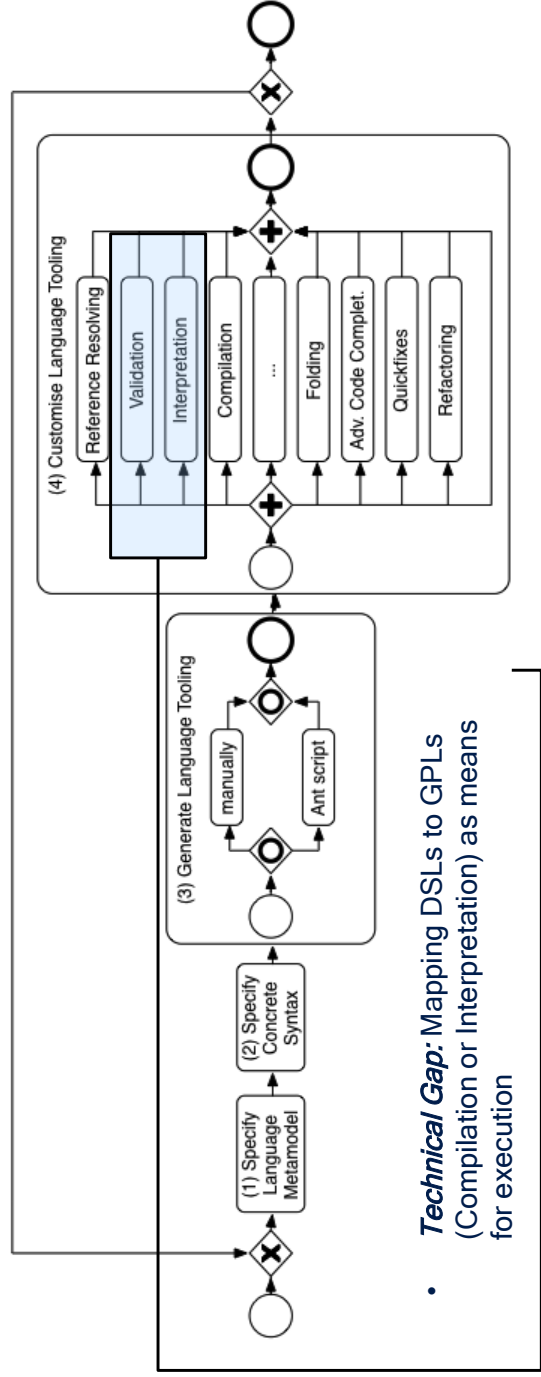 (1) Specify
Language
Metamodel
(2) Specify
Concrete
Syntax
(3) Generate Language Tooling
manually
Ant script
(4) Customise Language Tooling
Reference Resolving
Validation
Interpretation
Compilation
...
Folding
Adv. Code Complet.
Quickfixes
Refactoring
• Technical Gap: Mapping DSLs to GPLs
(Compilation or Interpretation) as means
for execution